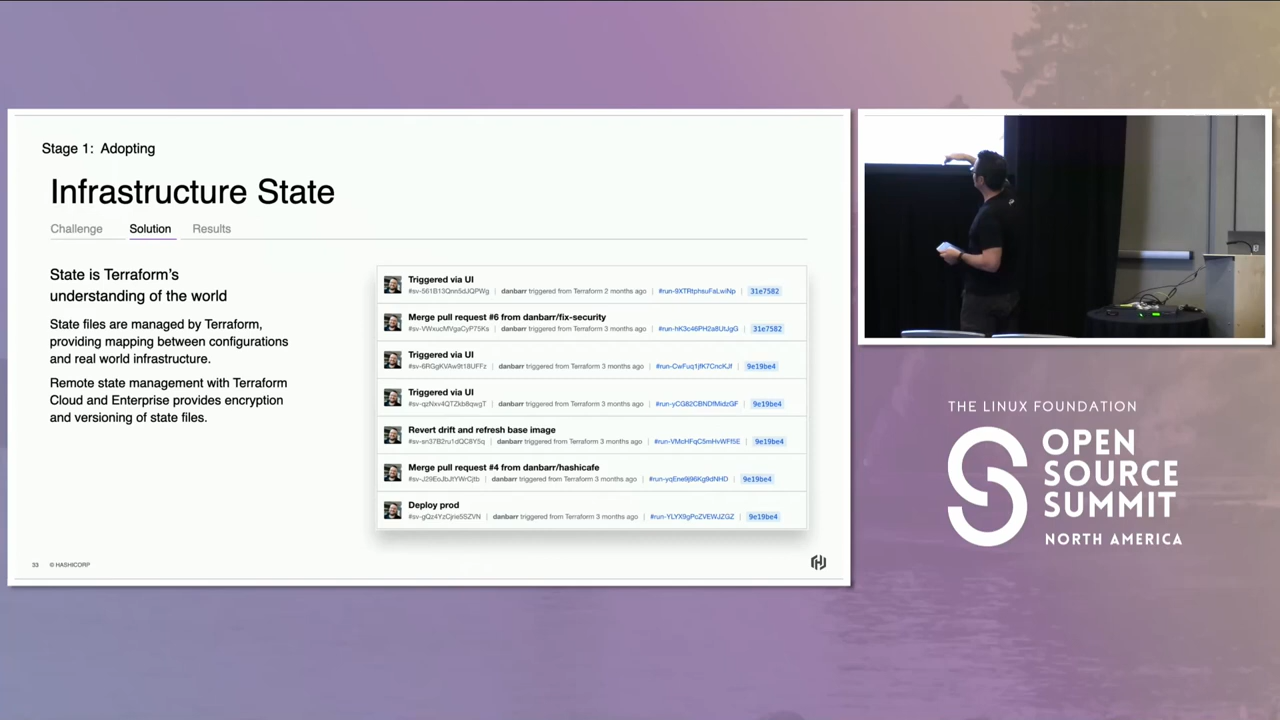 Stage 1: Adopting
Infrastructure State
Challenge Solution Results
State is Terraform's
understanding of the world
State files are managed by Terraform,
providing mapping between configurations
and real world infrastructure.
Remote state management with Terraform
Cloud and Enterprise provides encryption
and versioning of state files.
Triggered via UI
danbarr triggered from Terraform 2 months ago | 31e7582
Merge pull request #6 from danbarr/fix-security
danbarr triggered from Terraform 3 months ago | 31e7582
Triggered via UI
danbarr triggered from Terraform 3 months ago | 9e19be4
Triggered via UI
danbarr triggered from Terraform 3 months ago | 9e19be4
Revert drift and refresh base image
danbarr triggered from Terraform 3 months ago | 9e19be4
Merge pull request #4 from danbarr/hashicafe
danbarr triggered from Terraform 3 months ago | 9e19be4
Deploy prod
danbarr triggered from Terraform 3 months ago | 9e19be4
33 © HASHICORP
THE LINUX FOUNDATION
OPEN
SOURCE
SUMMIT
NORTH AMERICA